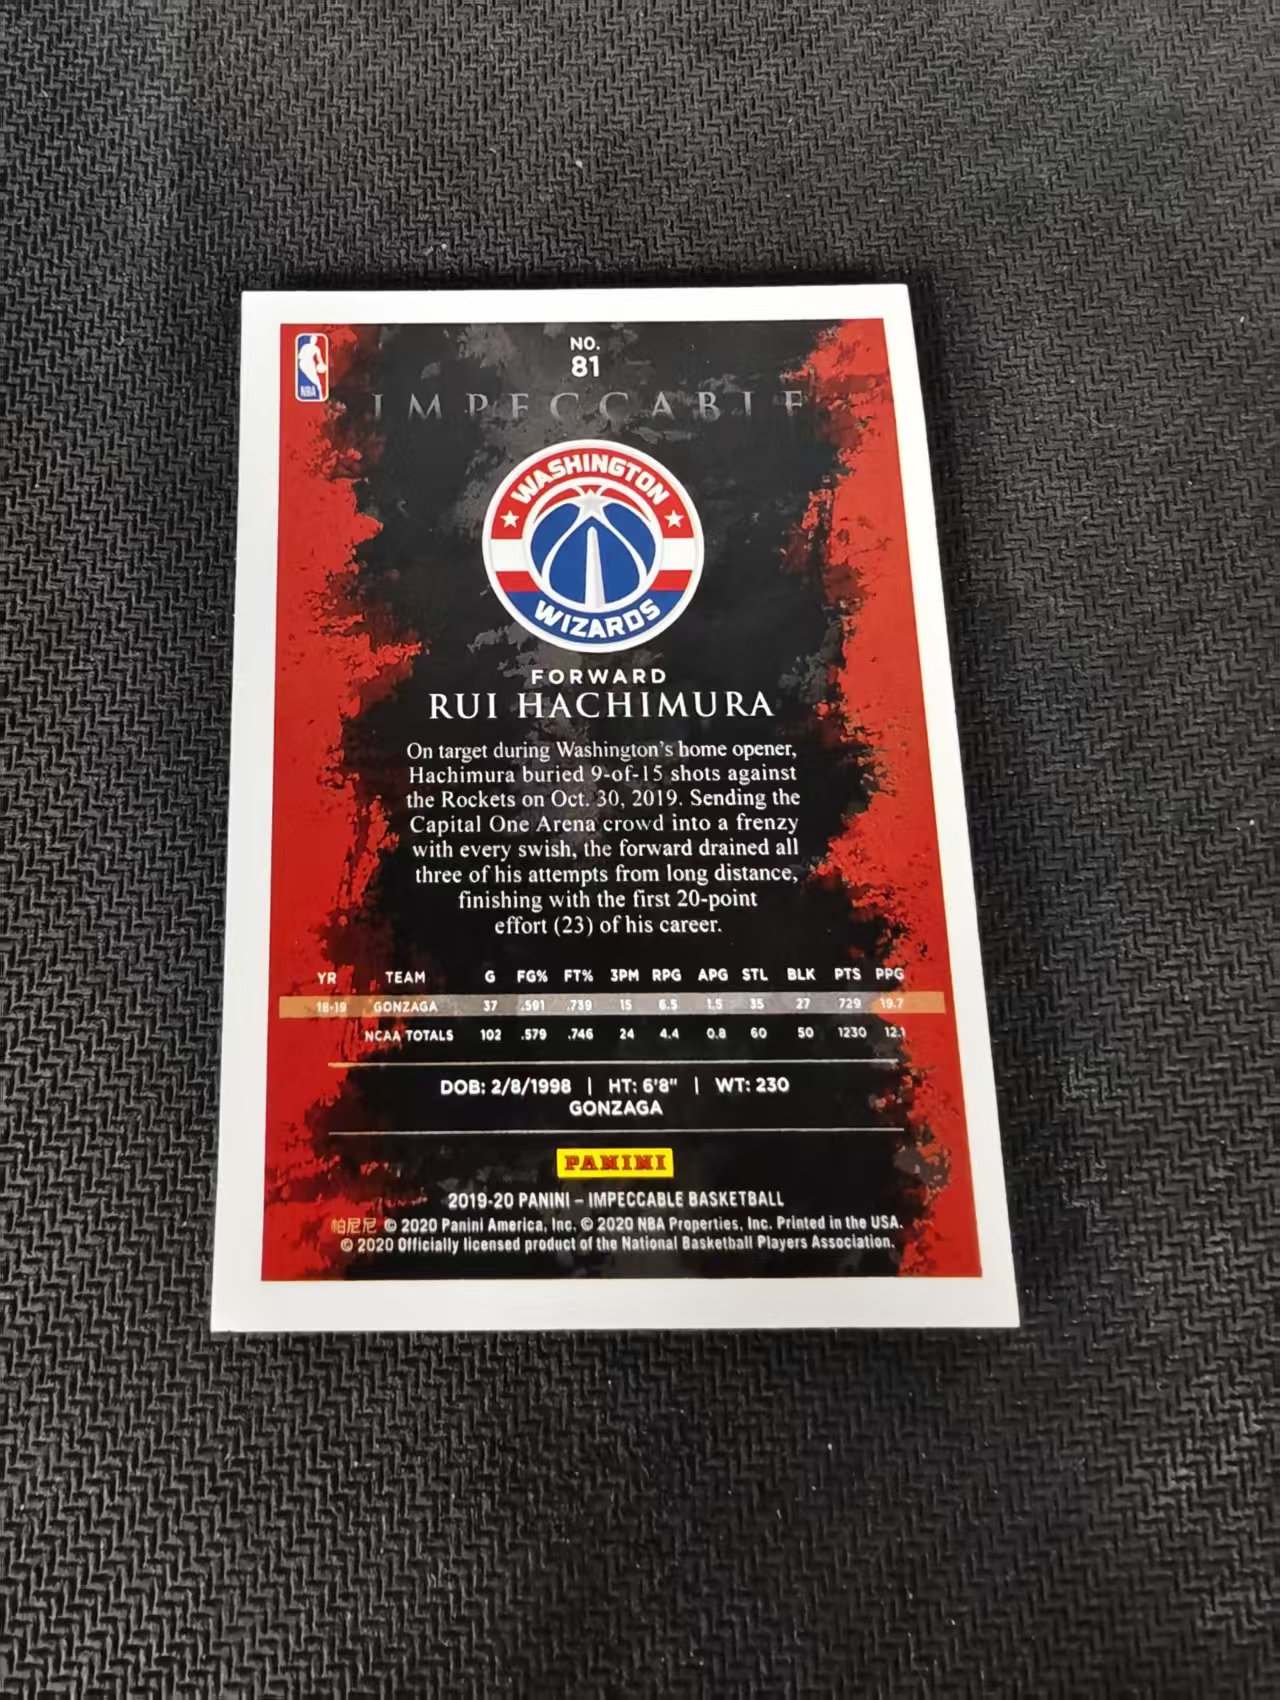 NO.
81
NBA
IMPECCABLE
WASHINGTON
WIZARDS
FORWARD
RUI HACHIMURA
On target during Washington's home opener,
Hachimura buried 9-of-15 shots against
the Rockets on Oct. 30, 2019. Sending the
Capital One Arena crowd into a frenzy
with every swish, the forward drained all
three of his attempts from long distance,
finishing with the first 20-point
effort (23) of his career.
YR TEAM G FG% FT% 3PM RPG APG STL BLK PTS PPG
18-19 GONZAGA 37 .591 .739 15 6.5 1.5 35 27 729 19.7
NCAA TOTALS 102 .579 .746 24 4.4 0.8 60 50 1230 12.1
DOB: 2/8/1998 | HT: 6'8" | WT: 230
GONZAGA
PANINI
2019-20 PANINI – IMPECCABLE BASKETBALL
帕尼尼 © 2020 Panini America, Inc. © 2020 NBA Properties, Inc. Printed in the USA.
© 2020 Officially licensed product of the National Basketball Players Association.